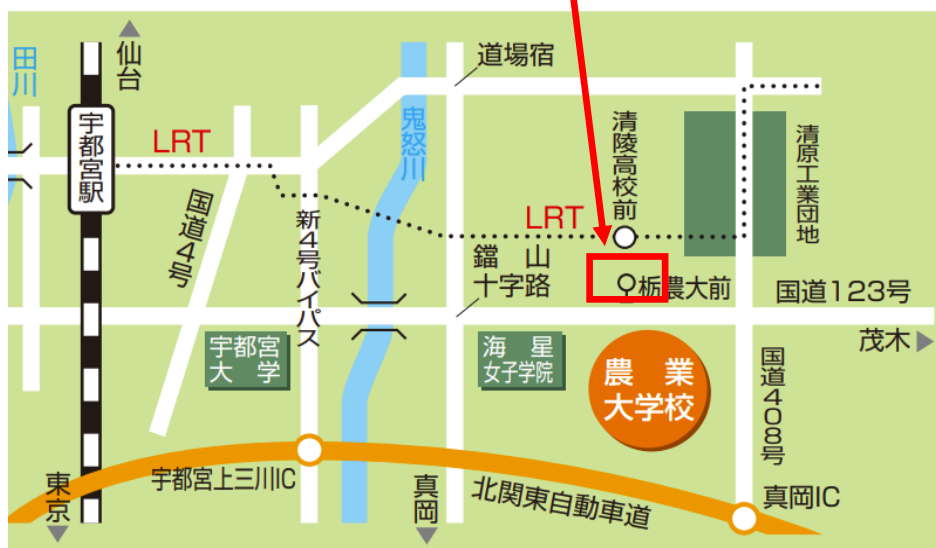 田川
仙台
宇都宮駅
LRT
国道4号
新4号バイパス
鬼怒川
道場宿
清陵高校前
LRT
清原工業団地
鐺山
十字路
栃農大前
国道123号
茂木
宇都宮
大学
海星
女子学院
農業
大学校
国道408号
東京
宇都宮上三川IC
真岡
北関東自動車道
真岡IC